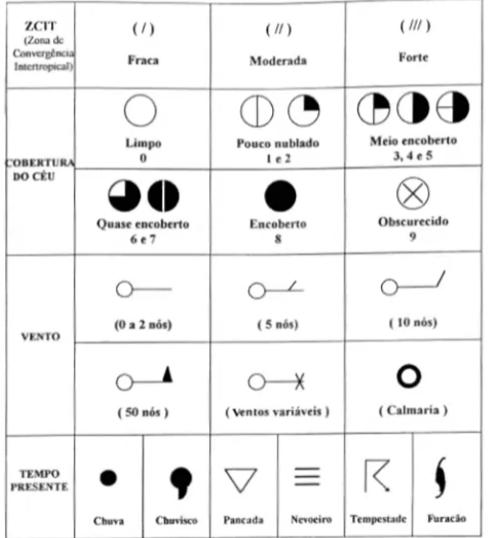 ZCIT
(Zona de
Convergência
Intertropical)
( / )
Fraca
( // )
Moderada
( /// )
Forte
COBERTURA
DO CÉU
Limpo
0
Pouco nublado
1 e 2
Meio encoberto
3, 4 e 5
Quase encoberto
6 e 7
Encoberto
8
Obscurecido
9
VENTO
(0 a 2 nós)
( 5 nós)
( 10 nós)
( 50 nós )
( Ventos variáveis )
( Calmaria )
TEMPO
PRESENTE
Chuva
Chuvisco
Pancada
Nevoeiro
Tempestade
Furacão